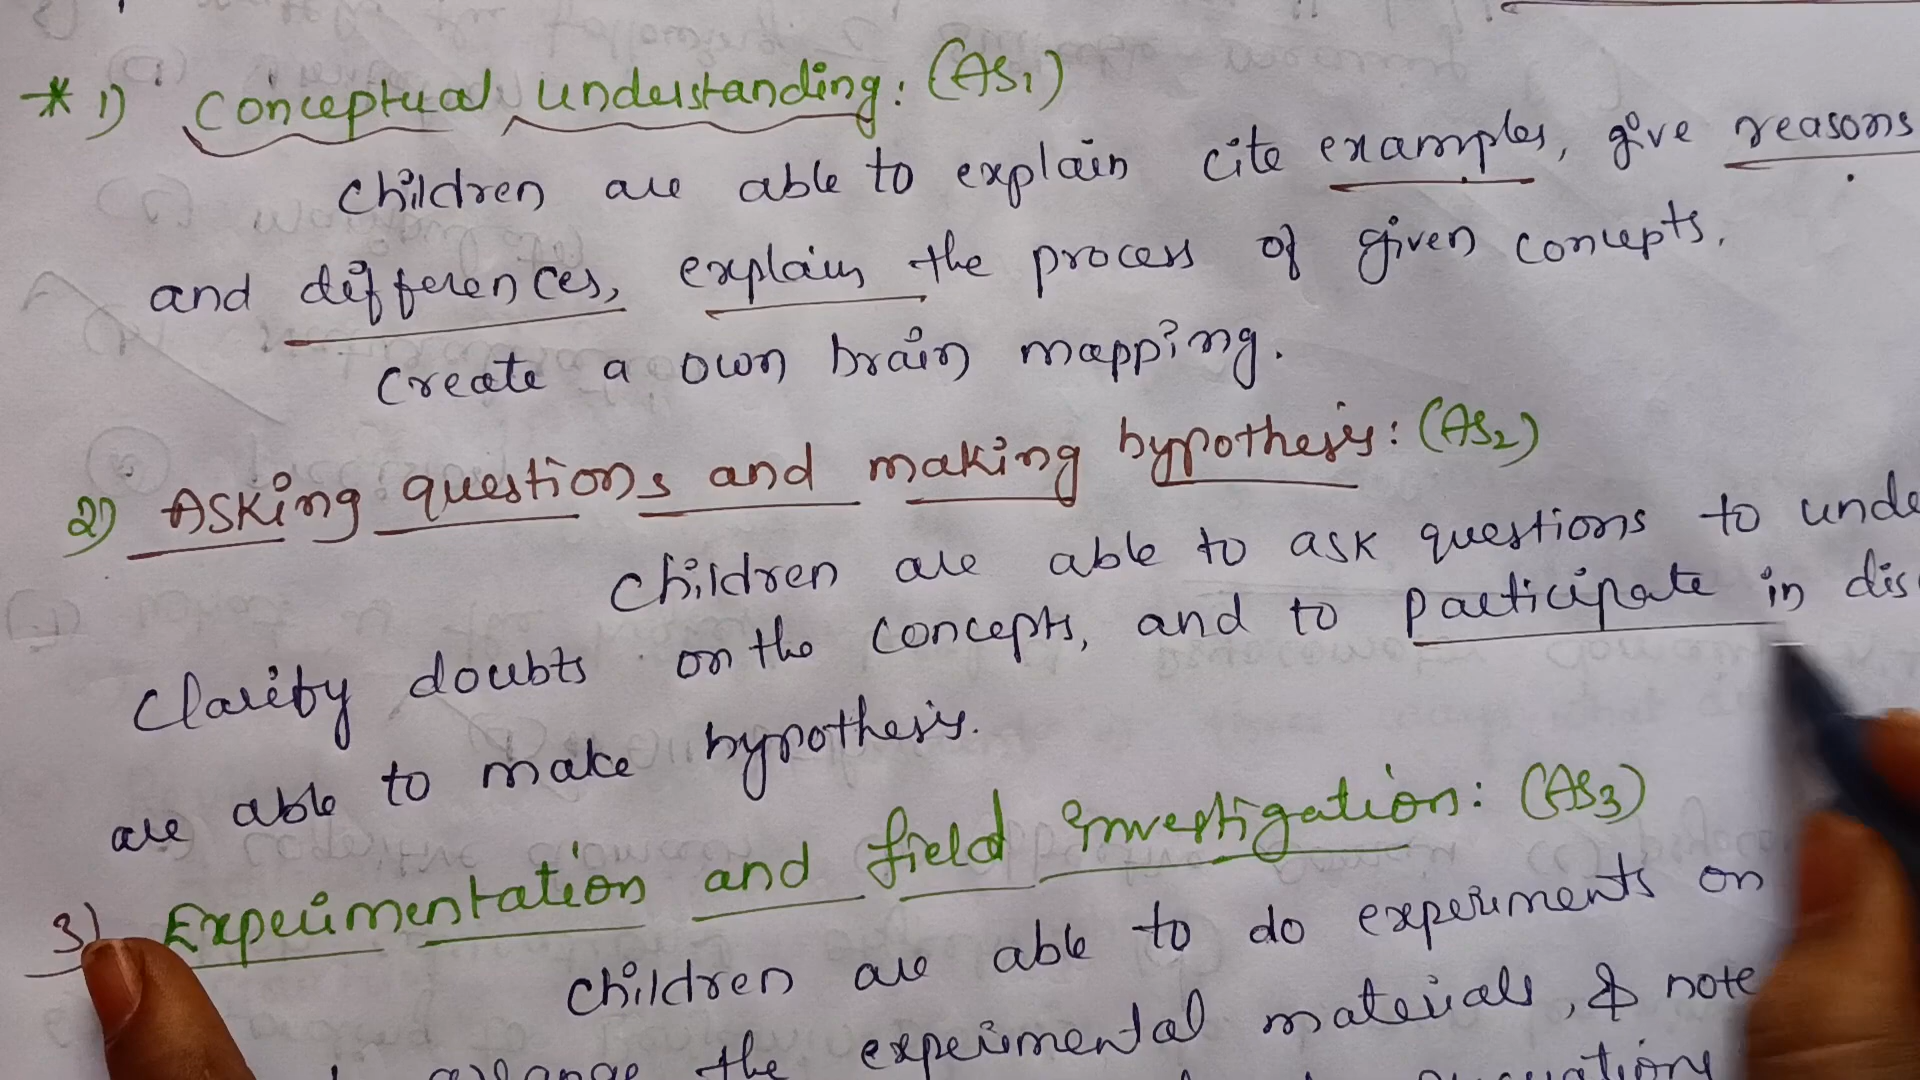 * 1) Conceptual understanding: (AS1)
Children are able to explain cite examples, give reasons
and differences, explain the process of given concepts.
Create a own brain mapping.
2) Asking questions and making hypothesis: (AS2)
Children are able to ask questions to unde
Clarity doubts on the concepts, and to participate in dis
are able to make hypothesis.
3) Experimentation and field investigation: (AS3)
Children are able to do experiments on
arrange the experimental materials, & note